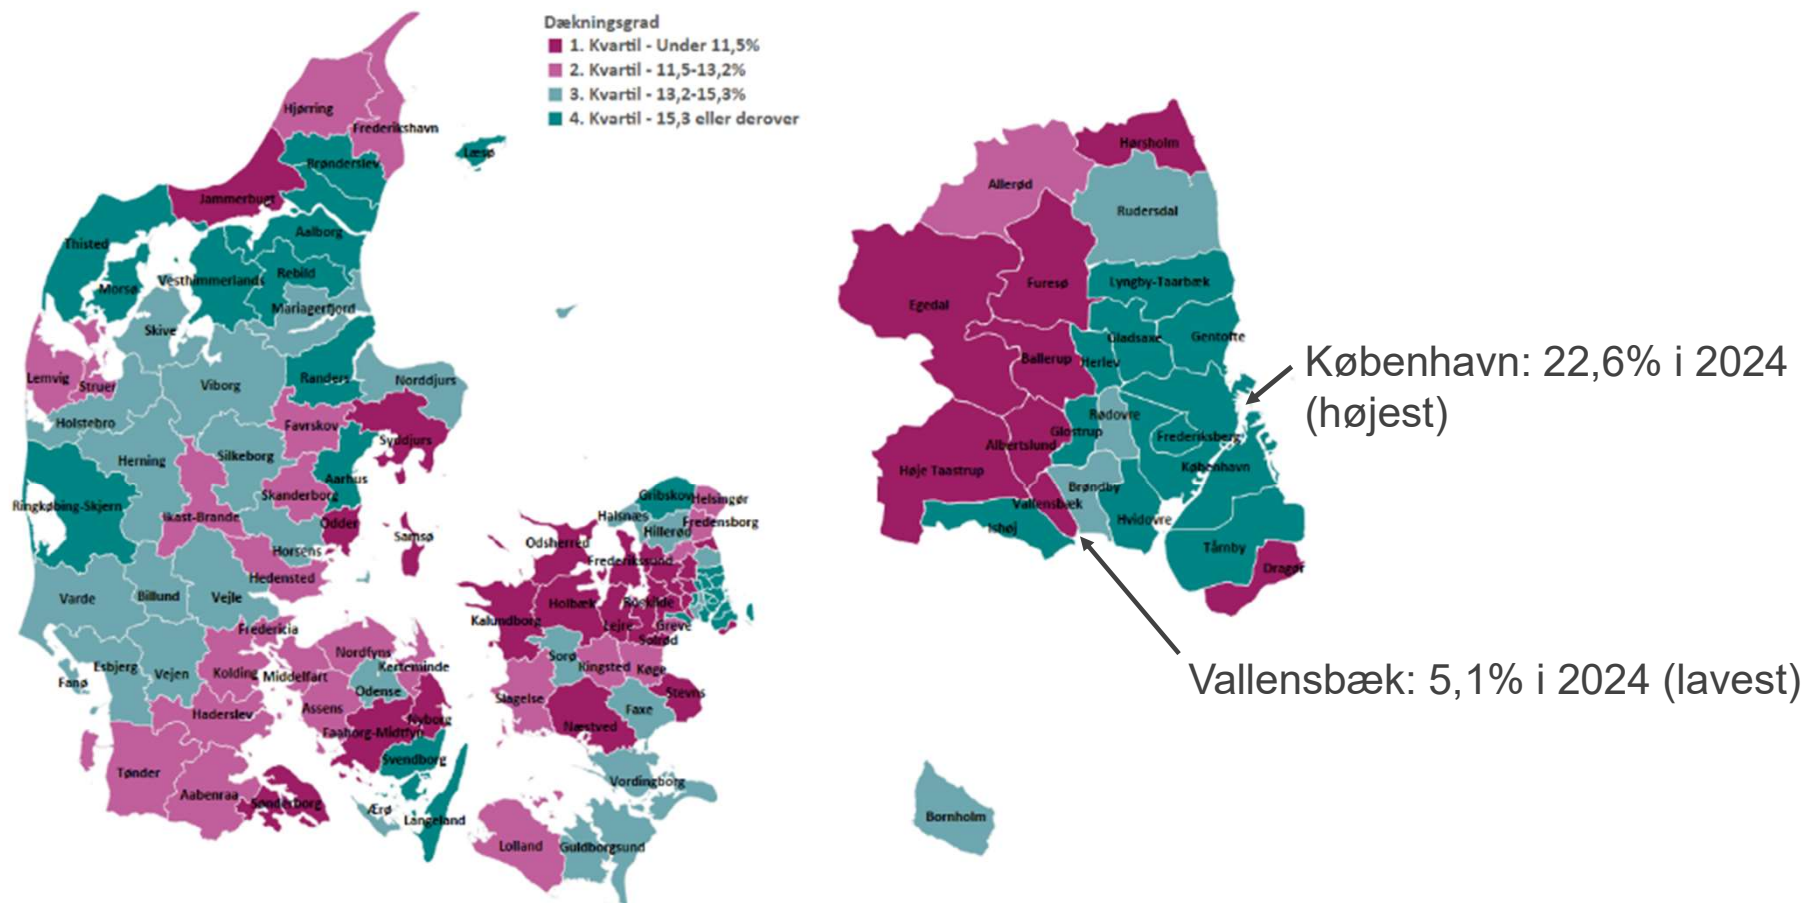 Dækningsgrad
1. Kvartil - Under 11,5%
2. Kvartil - 11,5-13,2%
3. Kvartil - 13,2-15,3%
4. Kvartil - 15,3 eller derover
Hjørring
Frederikshavn
Læsø
Brønderslev
Jammerbugt
Aalborg
Thisted
Rebild
Vesthimmerlands
Morsø
Mariagerfjord
Skive
Lemvig
Struer
Viborg
Randers
Norddjurs
Holstebro
Favrskov
Syddjurs
Herning
Silkeborg
Aarhus
Skanderborg
Ringkøbing-Skjern
Ikast-Brande
Odder
Samsø
Horsens
Hedensted
Varde
Billund
Vejle
Fredericia
Esbjerg
Vejen
Kolding
Middelfart
Nordfyns
Kerteminde
Fanø
Odense
Assens
Haderslev
Nyborg
Faaborg-Midtfyn
Svendborg
Tønder
Aabenraa
Sønderborg
Ærø
Langeland
Gribskov
Helsingør
Halsnæs
Fredensborg
Hillerød
Odsherred
Frederikssund
Holbæk
Roskilde
Kalundborg
Lejre
Greve
Solrød
Sorø
Ringsted
Køge
Slagelse
Stevns
Faxe
Næstved
Vordingborg
Lolland
Guldborgsund
Hørsholm
Allerød
Rudersdal
Furesø
Lyngby-Taarbæk
Egedal
Gladsaxe
Gentofte
Ballerup
Herlev
Rødovre
Glostrup
Frederiksberg
Albertslund
Høje Taastrup
København
Brøndby
Vallensbæk
Hvidovre
Ishøj
Tårnby
Dragør
København: 22,6% i 2024
(højest)
Vallensbæk: 5,1% i 2024 (lavest)
Bornholm